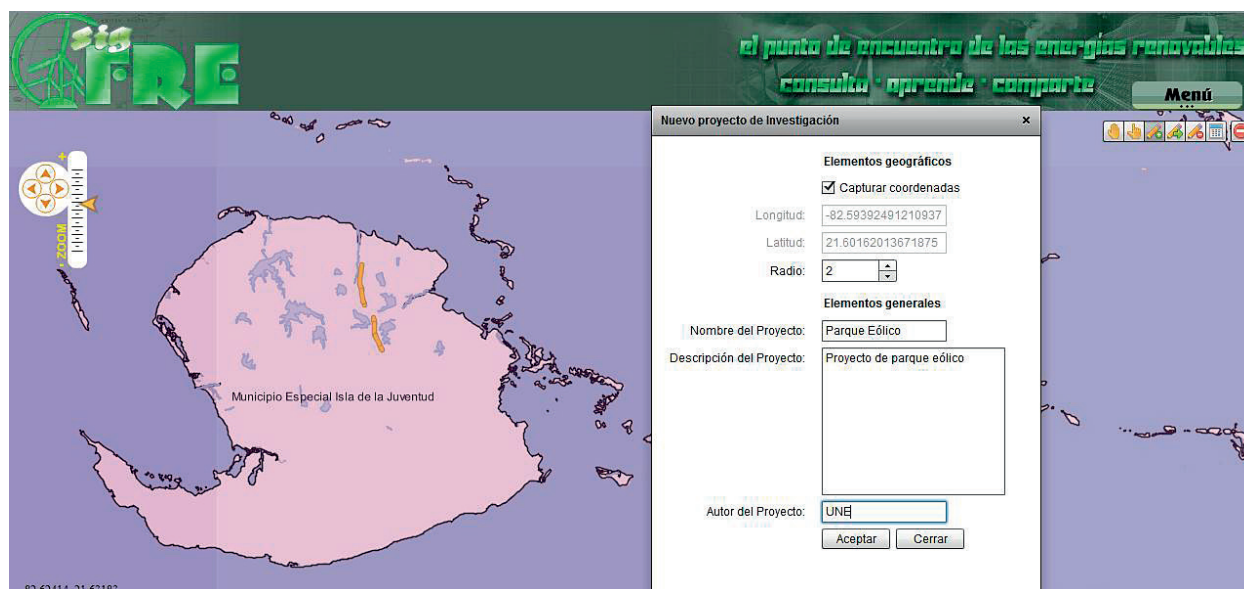 sig
FRE
el punto de encuentro de las energías renovables
consulta · aprende · comparte
Menú
Nuevo proyecto de Investigación
Elementos geográficos
Capturar coordenadas
Longitud: -82.59392491210937
Latitud: 21.60162013671875
Radio: 2
Elementos generales
Nombre del Proyecto: Parque Eólico
Descripción del Proyecto: Proyecto de parque eólico
Autor del Proyecto: UNE
Aceptar Cerrar
+
- ZOOM
Municipio Especial Isla de la Juventud